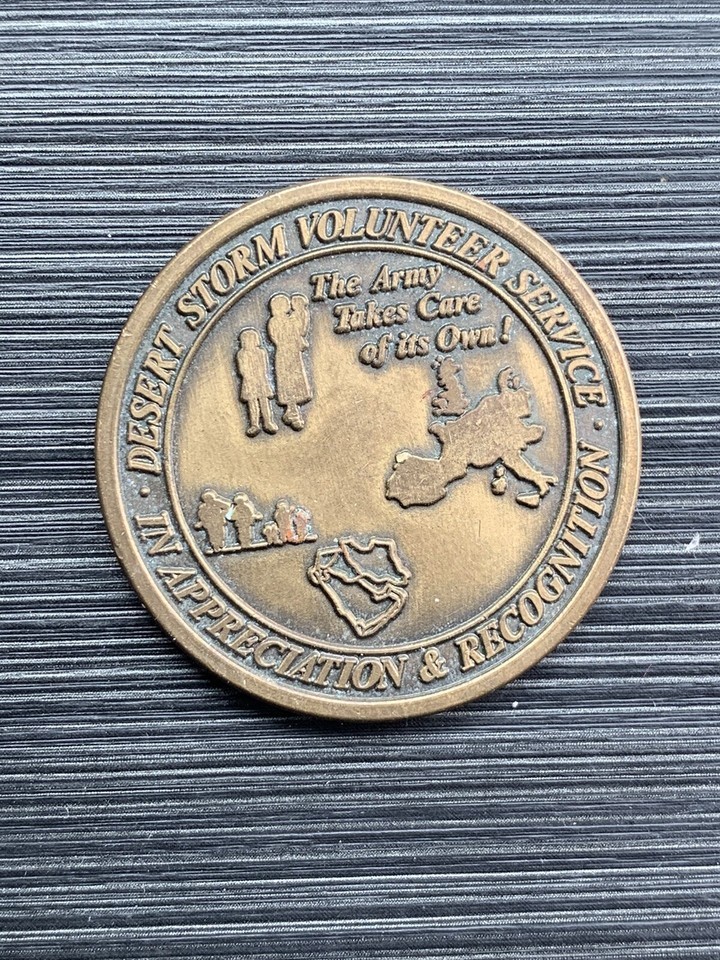 · DESERT STORM VOLUNTEER SERVICE ·
IN APPRECIATION & RECOGNITION
The Army
Takes Care
of its Own!